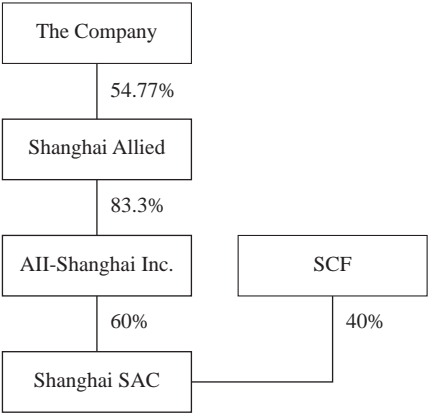 The Company
54.77%
Shanghai Allied
83.3%
AII-Shanghai Inc.
SCF
60%
40%
Shanghai SAC